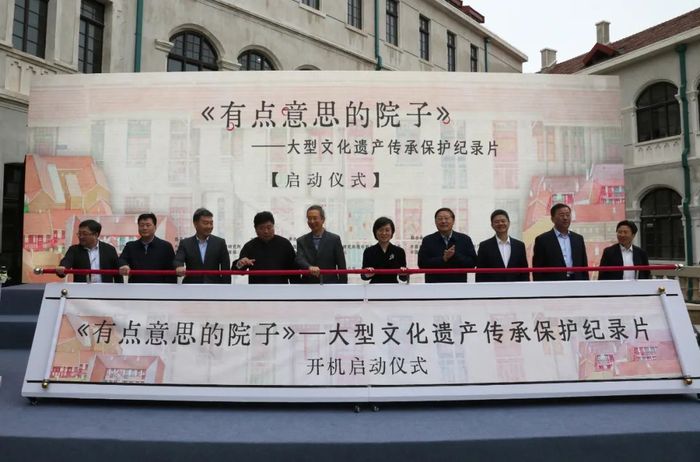 《有点意思的院子》
——大型文化遗产传承保护纪录片
【启动仪式】
《有点意思的院子》—大型文化遗产传承保护纪录片
开机启动仪式